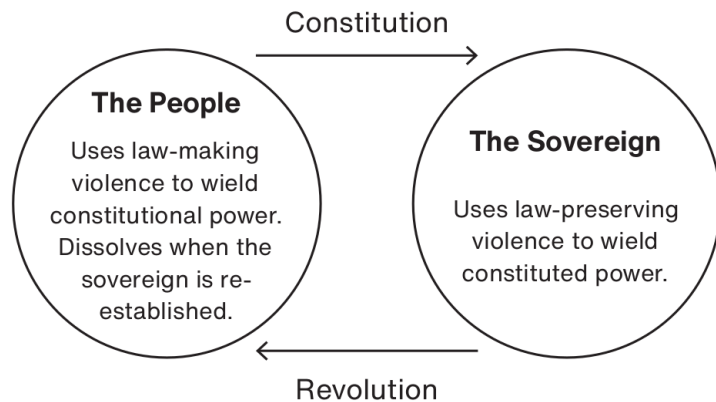 Constitution
The People
Uses law-making
violence to wield
constitutional power.
Dissolves when the
sovereign is re-
established.
The Sovereign
Uses law-preserving
violence to wield
constituted power.
Revolution